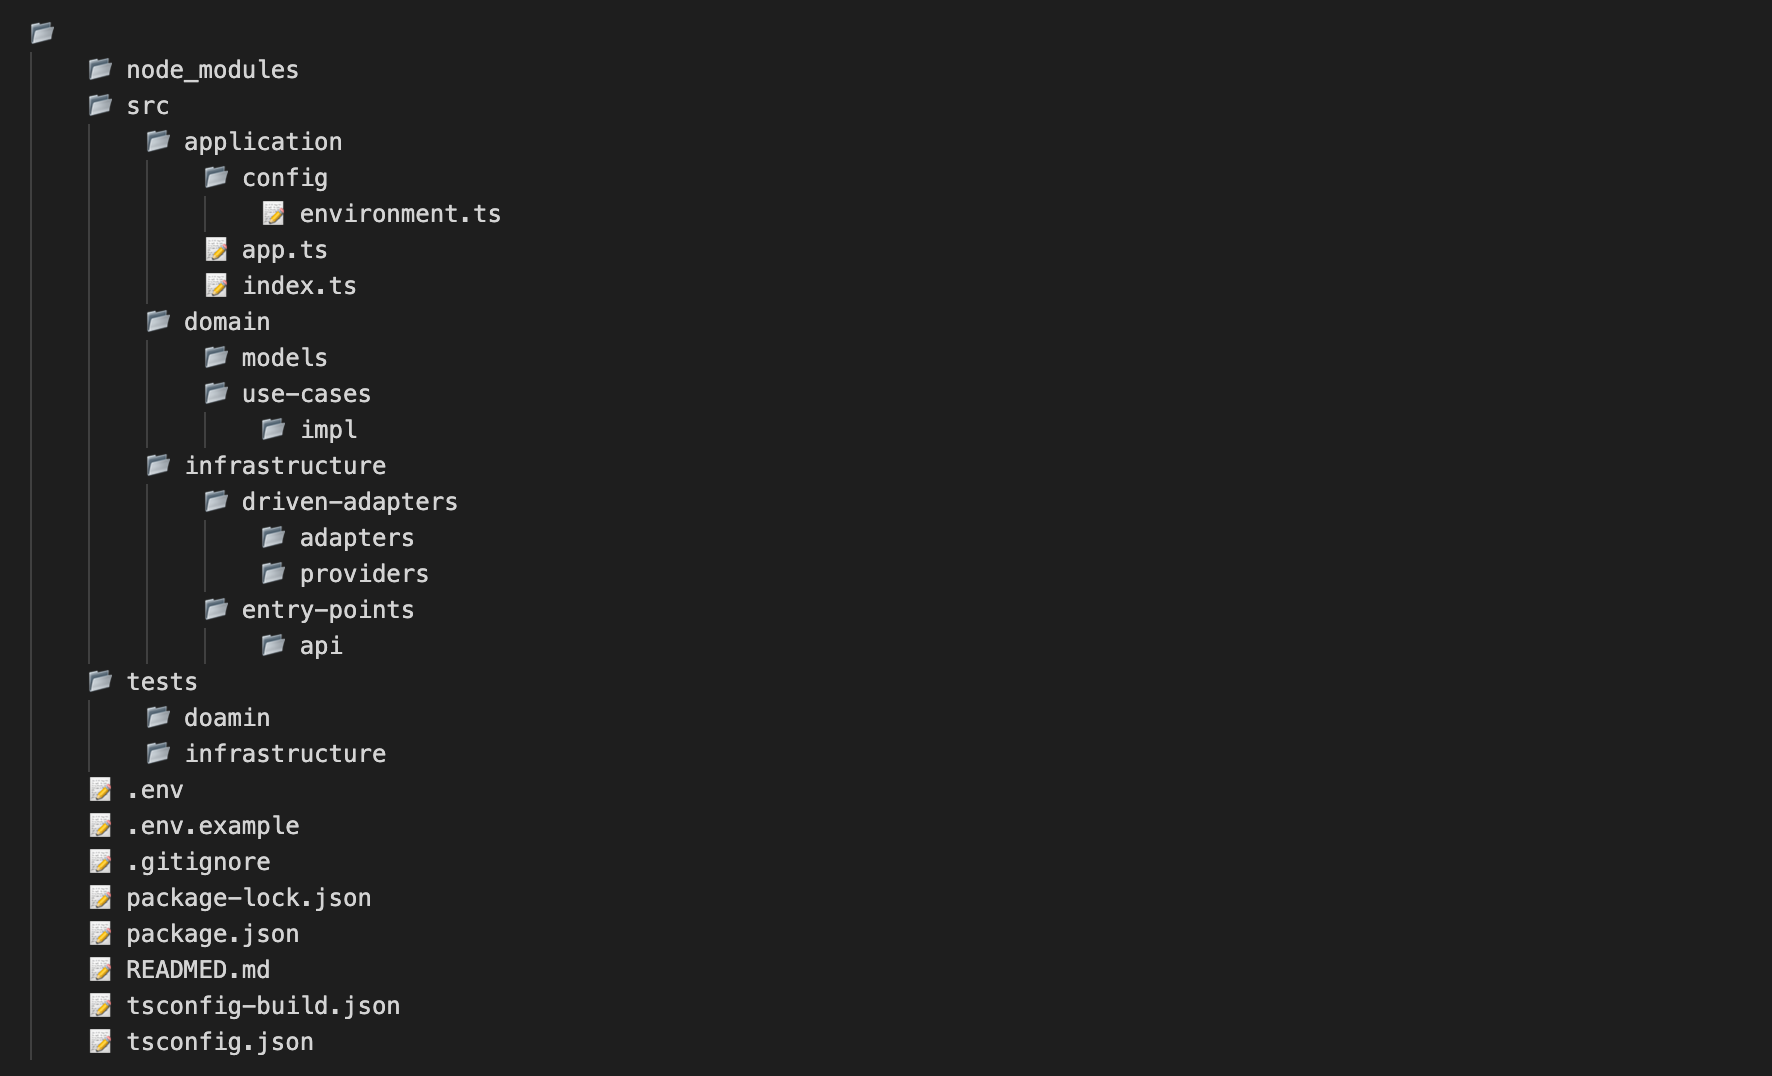 node_modules
src
application
config
environment.ts
app.ts
index.ts
domain
models
use-cases
impl
infrastructure
driven-adapters
adapters
providers
entry-points
api
tests
doamin
infrastructure
.env
.env.example
.gitignore
package-lock.json
package.json
READMED.md
tsconfig-build.json
tsconfig.json